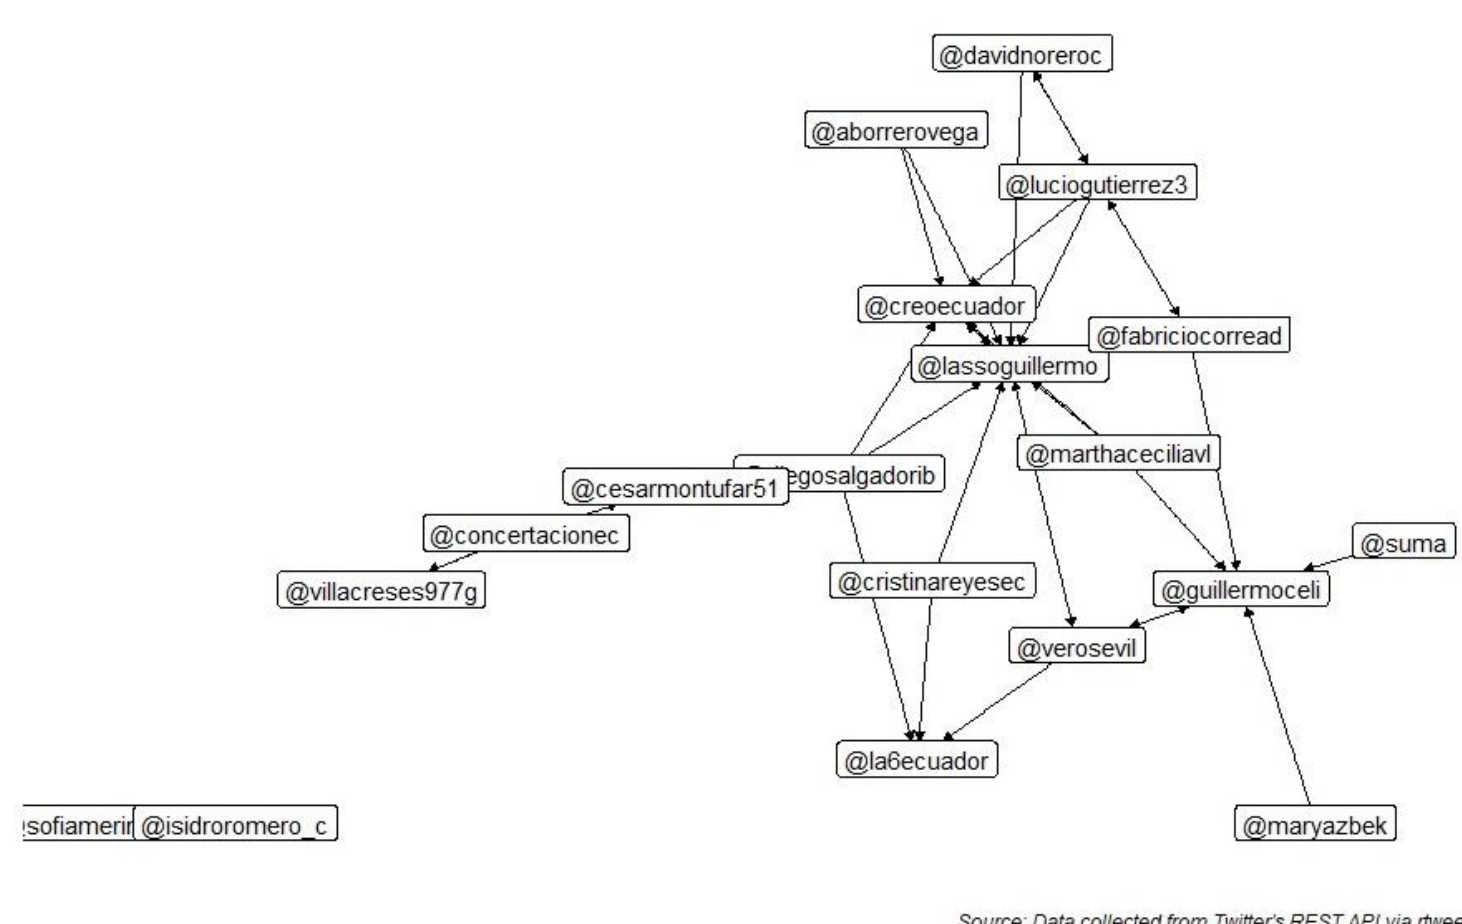 @davidnoreroc
@aborrerovega
@luciogutierrez3
@creoecuador
@fabriciocorread
@lassoguillermo
@marthaceciliavl
@cesarmontufar51
@concertacionec
@suma
@villacreses977g
@cristinareyesec
@guillermoceli
@verosevil
@la6ecuador
@isidroromero_c
@maryazbek
Source: Data collected from Twitter's REST API via